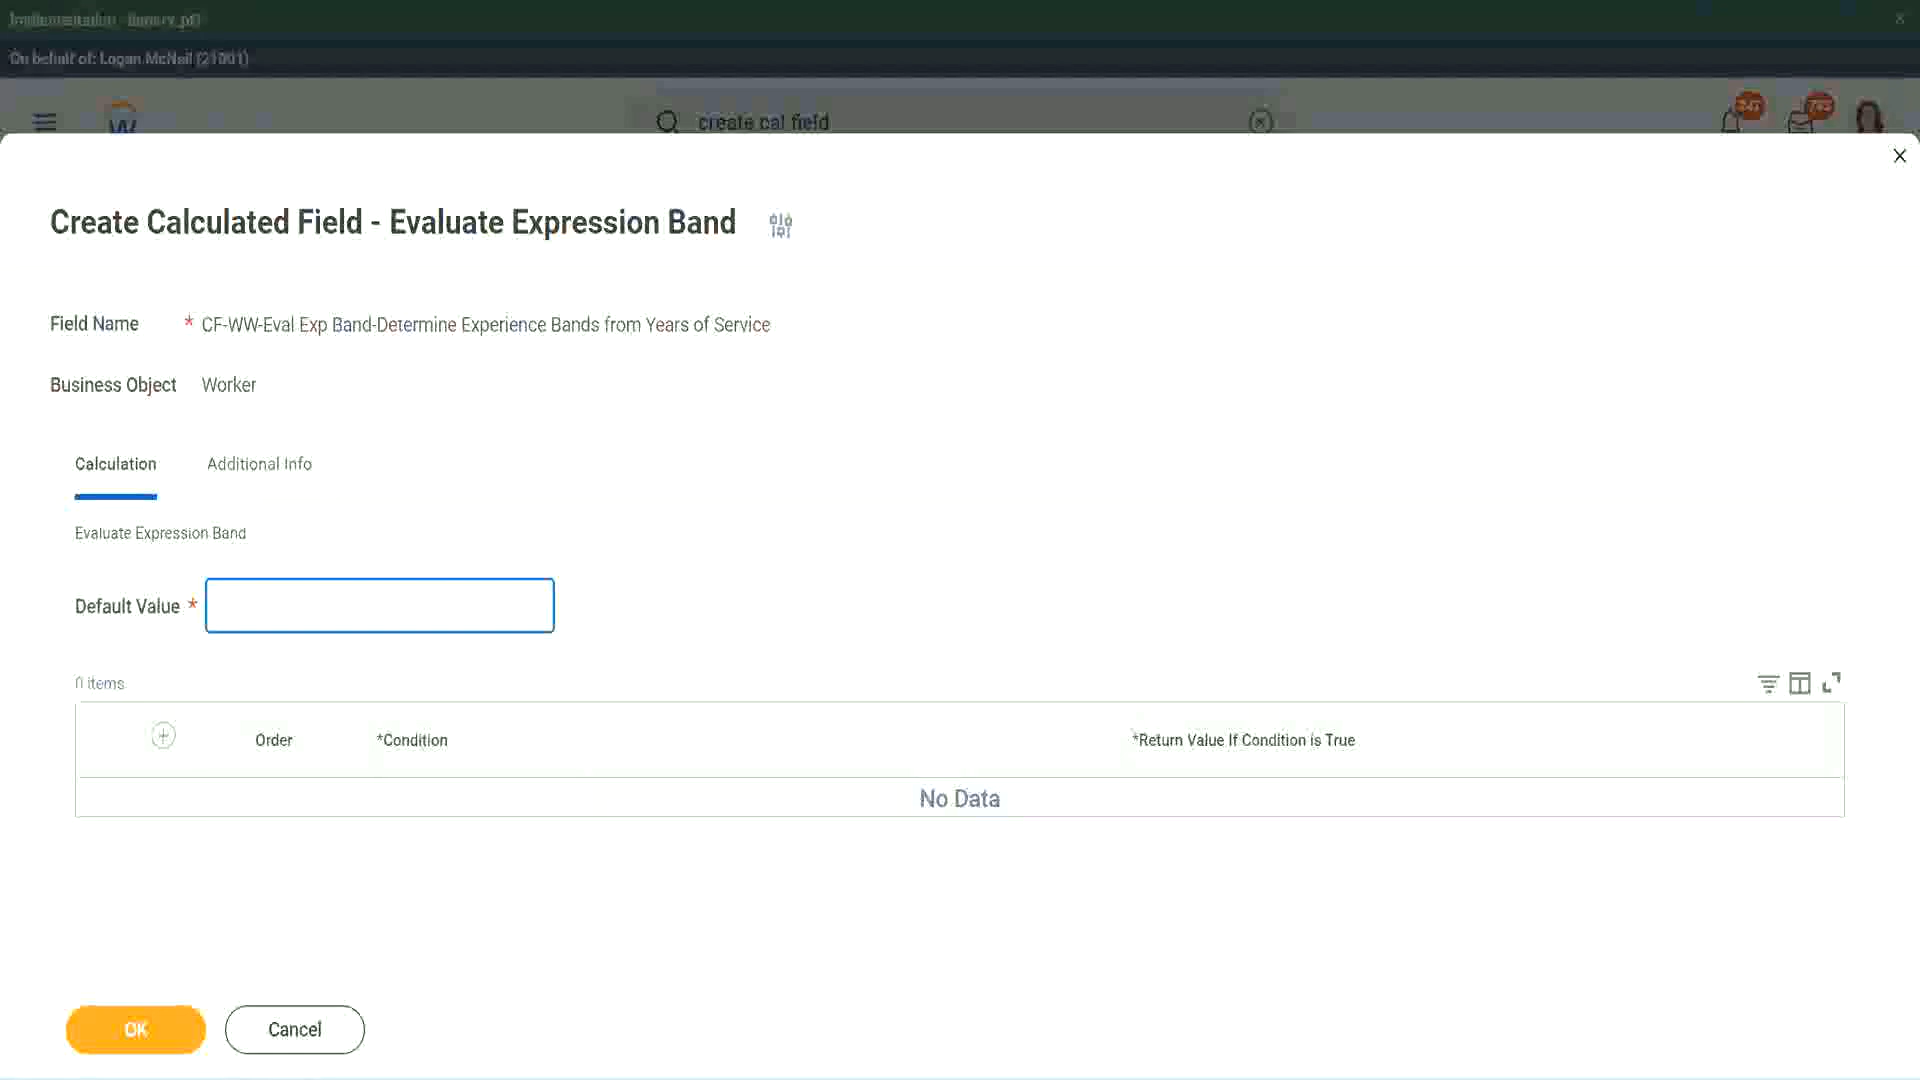 On behalf of: Logan McNeil (21001)
create cal field
Create Calculated Field - Evaluate Expression Band
Field Name * CF-WW-Eval Exp Band-Determine Experience Bands from Years of Service
Business Object Worker
Calculation Additional Info
Evaluate Expression Band
Default Value *
0 items
Order *Condition *Return Value If Condition is True
No Data
OK Cancel